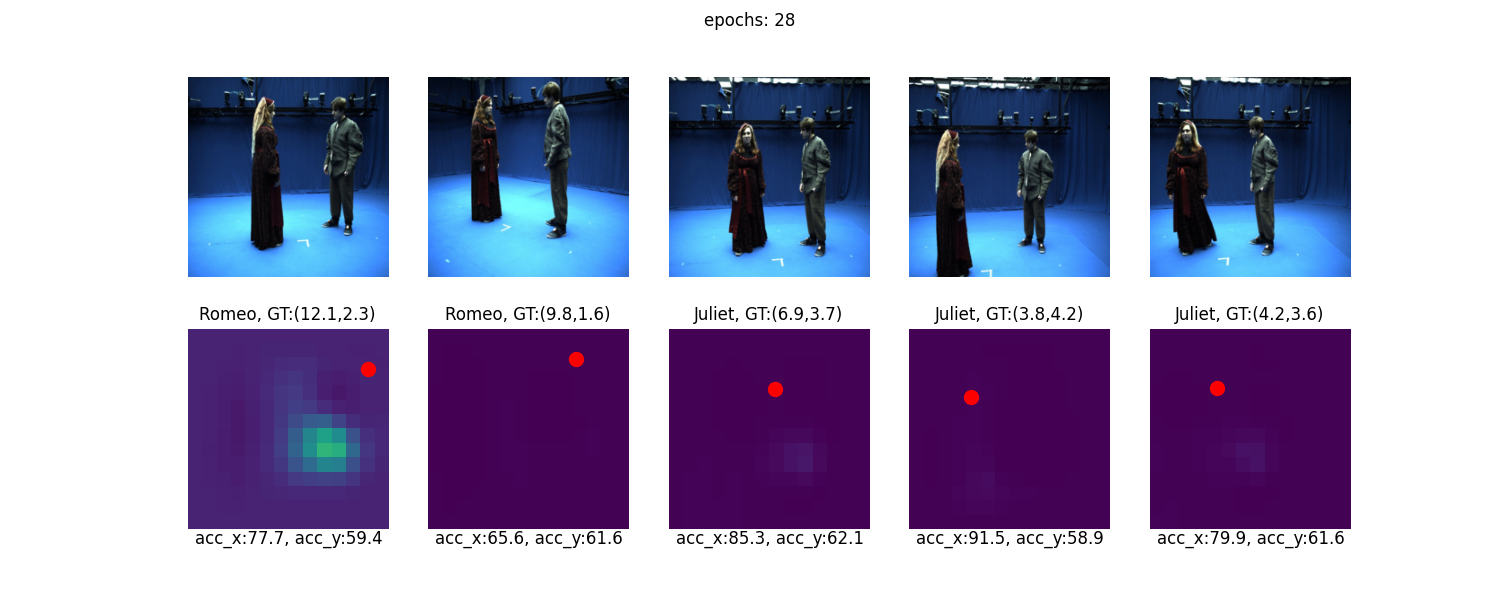 epochs: 28
Romeo, GT:(12.1,2.3)
Romeo, GT:(9.8,1.6)
Juliet, GT:(6.9,3.7)
Juliet, GT:(3.8,4.2)
Juliet, GT:(4.2,3.6)
acc_x:77.7, acc_y:59.4
acc_x:65.6, acc_y:61.6
acc_x:85.3, acc_y:62.1
acc_x:91.5, acc_y:58.9
acc_x:79.9, acc_y:61.6